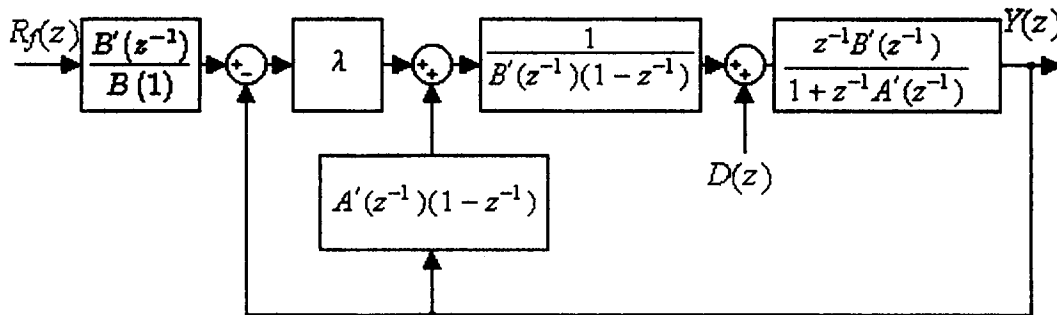 R_f(z)
B'(z^{-1}) / B(1)
+ -
λ
+ +
1 / B'(z^{-1})(1 - z^{-1})
+ +
z^{-1}B'(z^{-1}) / 1 + z^{-1}A'(z^{-1})
Y(z)
D(z)
A'(z^{-1})(1 - z^{-1})